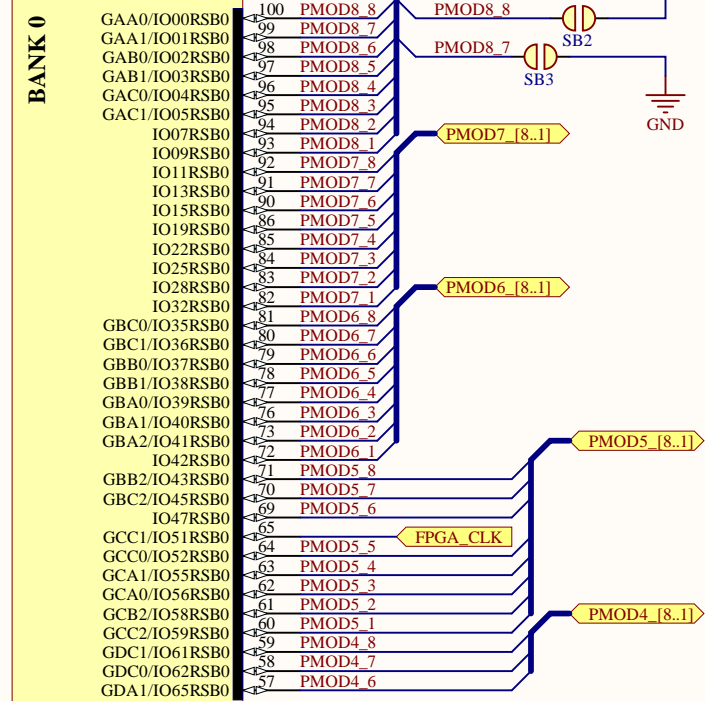 BANK 0
GAA0/IO00RSB0 100 PMOD8_8 PMOD8_8
GAA1/IO01RSB0 99 PMOD8_7 SB2
GAB0/IO02RSB0 98 PMOD8_6 PMOD8_7
GAB1/IO03RSB0 97 PMOD8_5 SB3
GAC0/IO04RSB0 96 PMOD8_4
GAC1/IO05RSB0 95 PMOD8_3 GND
IO07RSB0 94 PMOD8_2 PMOD7_[8..1]
IO09RSB0 93 PMOD8_1
IO11RSB0 92 PMOD7_8
IO13RSB0 91 PMOD7_7
IO15RSB0 90 PMOD7_6
IO19RSB0 86 PMOD7_5
IO22RSB0 85 PMOD7_4
IO25RSB0 84 PMOD7_3
IO28RSB0 83 PMOD7_2 PMOD6_[8..1]
IO32RSB0 82 PMOD7_1
GBC0/IO35RSB0 81 PMOD6_8
GBC1/IO36RSB0 80 PMOD6_7
GBB0/IO37RSB0 79 PMOD6_6
GBB1/IO38RSB0 78 PMOD6_5
GBA0/IO39RSB0 77 PMOD6_4
GBA1/IO40RSB0 76 PMOD6_3
GBA2/IO41RSB0 73 PMOD6_2 PMOD5_[8..1]
IO42RSB0 72 PMOD6_1
GBB2/IO43RSB0 71 PMOD5_8
GBC2/IO45RSB0 70 PMOD5_7
IO47RSB0 69 PMOD5_6
GCC1/IO51RSB0 65 FPGA_CLK
GCC0/IO52RSB0 64 PMOD5_5
GCA1/IO55RSB0 63 PMOD5_4
GCA0/IO56RSB0 62 PMOD5_3
GCB2/IO58RSB0 61 PMOD5_2 PMOD4_[8..1]
GCC2/IO59RSB0 60 PMOD5_1
GDC1/IO61RSB0 59 PMOD4_8
GDC0/IO62RSB0 58 PMOD4_7
GDA1/IO65RSB0 57 PMOD4_6